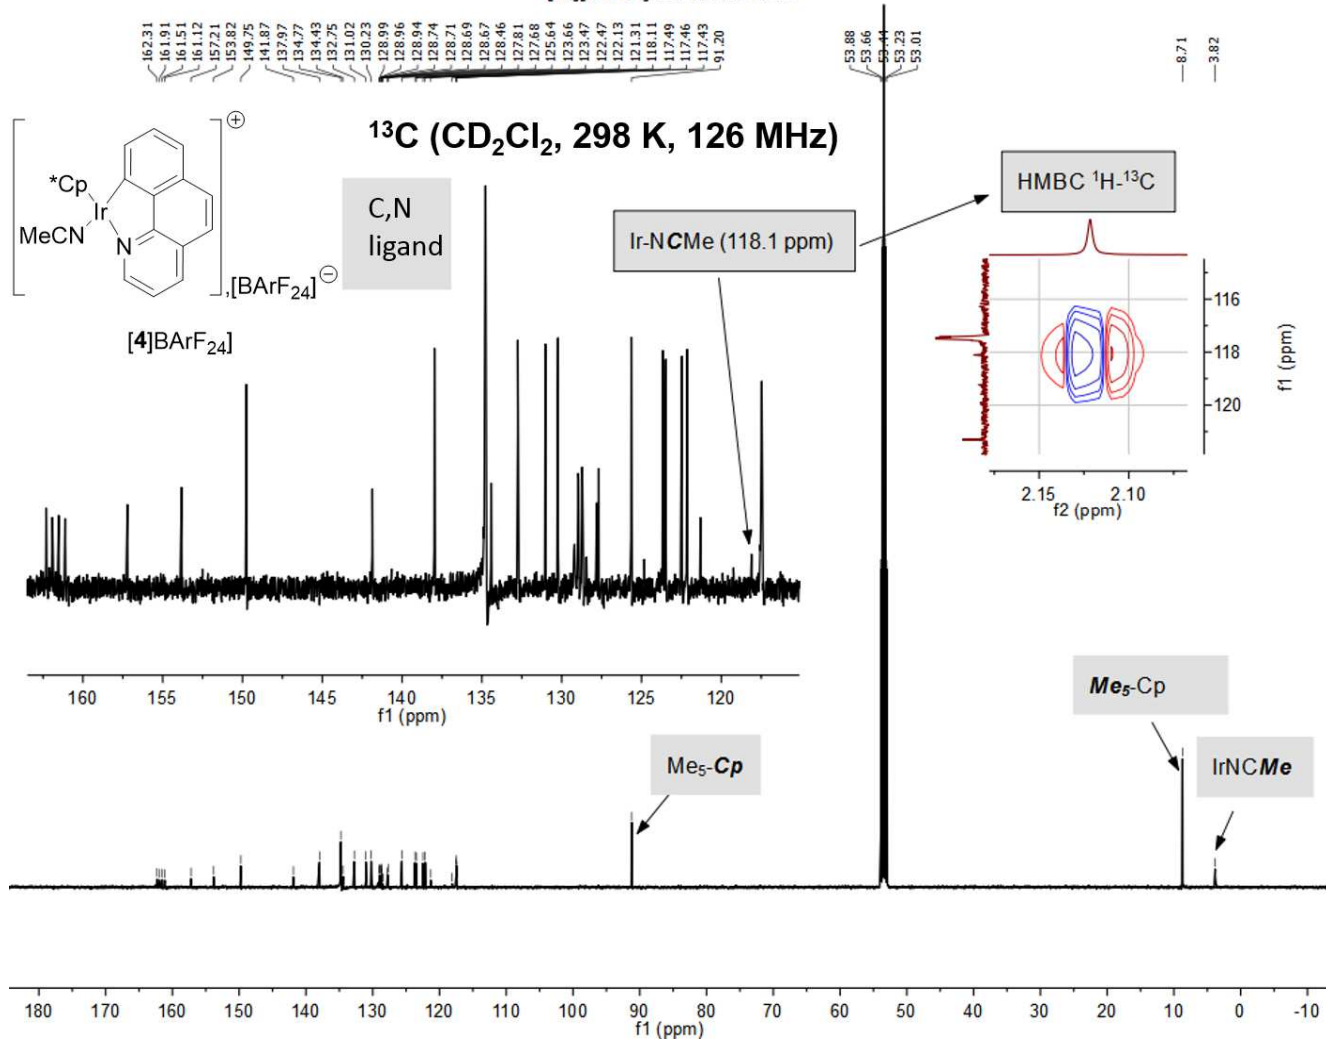 162.31
161.91
161.51
161.12
157.21
153.82
149.75
141.87
137.97
134.77
134.43
132.75
131.02
130.23
128.99
128.96
128.94
128.74
128.71
128.69
128.67
128.46
127.81
127.68
125.64
123.66
123.47
122.47
122.13
121.31
118.11
117.49
117.46
117.43
91.20
53.88
53.66
53.44
53.23
53.01
8.71
3.82
¹³C (CD₂Cl₂, 298 K, 126 MHz)
*Cp
Ir
MeCN
N
⊕
,[BArF₂₄]⊖
[4]BArF₂₄]
C,N
ligand
Ir-NCMe (118.1 ppm)
HMBC ¹H-¹³C
116
118
120
f1 (ppm)
2.15 2.10
f2 (ppm)
160 155 150 145 140 135 130 125 120
f1 (ppm)
Me₅-Cp
Me₅-Cp
IrNCMe
180 170 160 150 140 130 120 110 100 90 80 70 60 50 40 30 20 10 0 -10
f1 (ppm)